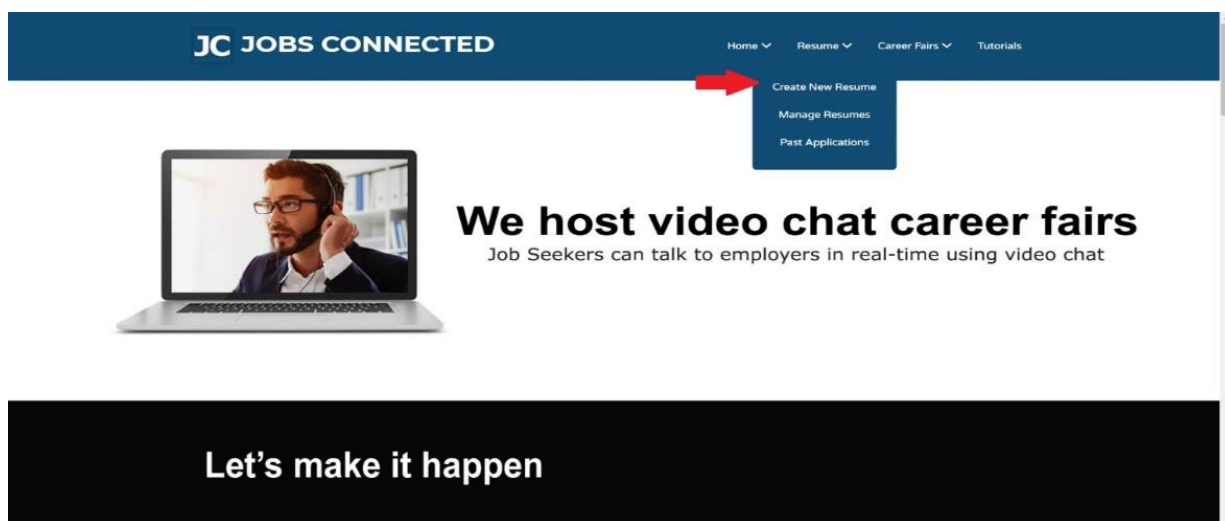 JC JOBS CONNECTED
Home Resume Career Fairs Tutorials
Create New Resume
Manage Resumes
Past Applications
We host video chat career fairs
Job Seekers can talk to employers in real-time using video chat
Let's make it happen